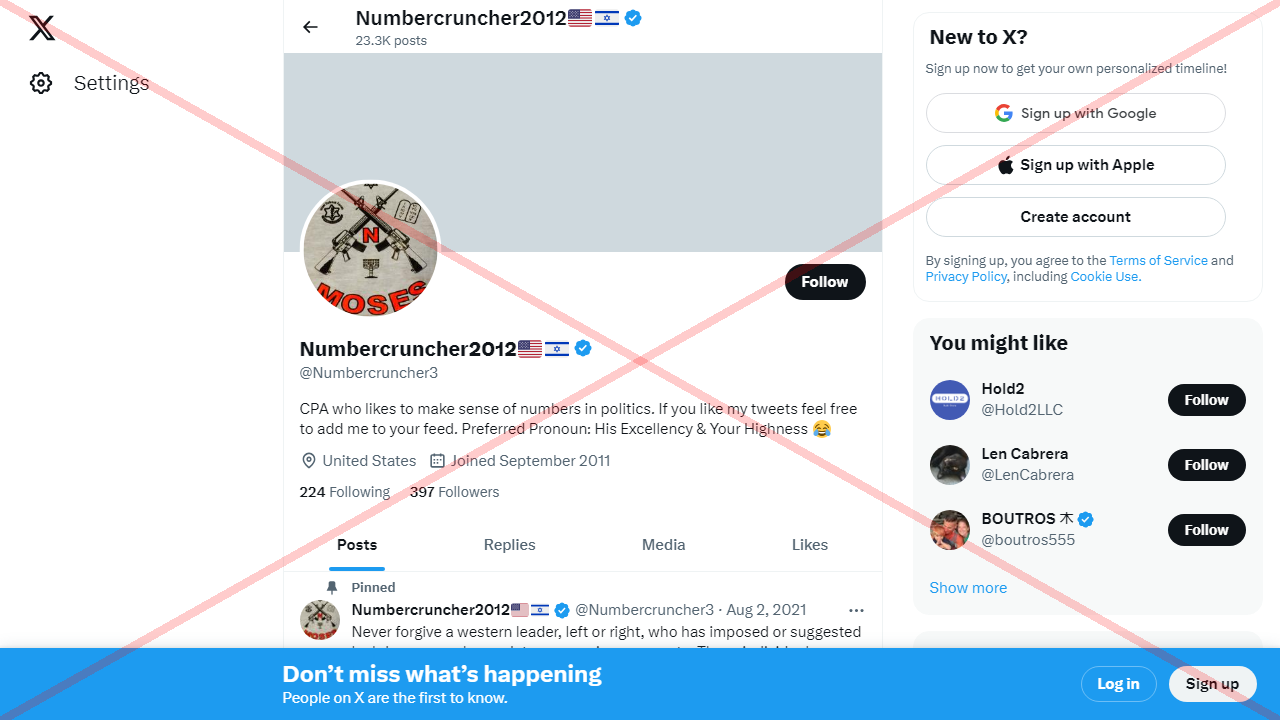 Settings
Numbercruncher2012
23.3K posts
N
MOSES
Follow
Numbercruncher2012
@Numbercruncher3
CPA who likes to make sense of numbers in politics. If you like my tweets feel free
to add me to your feed. Preferred Pronoun: His Excellency & Your Highness 😂
United States Joined September 2011
224 Following 397 Followers
Posts Replies Media Likes
Pinned
Numbercruncher2012 @Numbercruncher3 · Aug 2, 2021
Never forgive a western leader, left or right, who has imposed or suggested
New to X?
Sign up now to get your own personalized timeline!
Sign up with Google
Sign up with Apple
Create account
By signing up, you agree to the Terms of Service and
Privacy Policy, including Cookie Use.
You might like
Hold2
@Hold2LLC
Follow
Len Cabrera
@LenCabrera
Follow
BOUTROS 木
@boutros555
Follow
Show more
Don’t miss what’s happening
People on X are the first to know.
Log in
Sign up